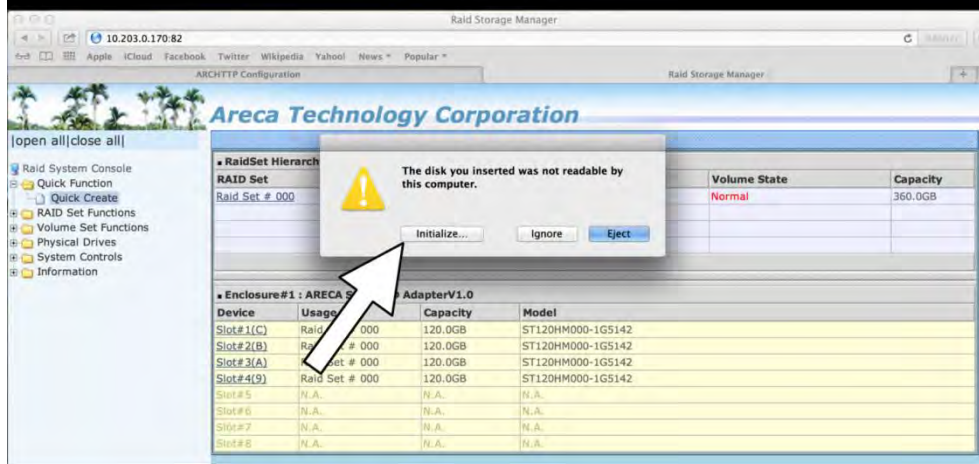 Raid Storage Manager
10.203.0.170:82
Apple iCloud Facebook Twitter Wikipedia Yahoo! News Popular
ARCHTTP Configuration
Raid Storage Manager
Areca Technology Corporation
|open all|close all|
Raid System Console
Quick Function
Quick Create
RAID Set Functions
Volume Set Functions
Physical Drives
System Controls
Information
RaidSet Hierarch
RAID Set Volume State Capacity
Raid Set # 000 Normal 360.0GB
The disk you inserted was not readable by
this computer.
Initialize... Ignore Eject
Enclosure#1 : ARECA S AdapterV1.0
Device Usage Capacity Model
Slot#1(C) Raid 000 120.0GB ST120HM000-1G5142
Slot#2(B) Ra t # 000 120.0GB ST120HM000-1G5142
Slot#3(A) Set # 000 120.0GB ST120HM000-1G5142
Slot#4(9) Raid Set # 000 120.0GB ST120HM000-1G5142
Slot#5 N.A. N.A. N.A.
Slot#6 N.A. N.A. N.A.
Slot#7 N.A. N.A. N.A.
Slot#8 N.A. N.A. N.A.